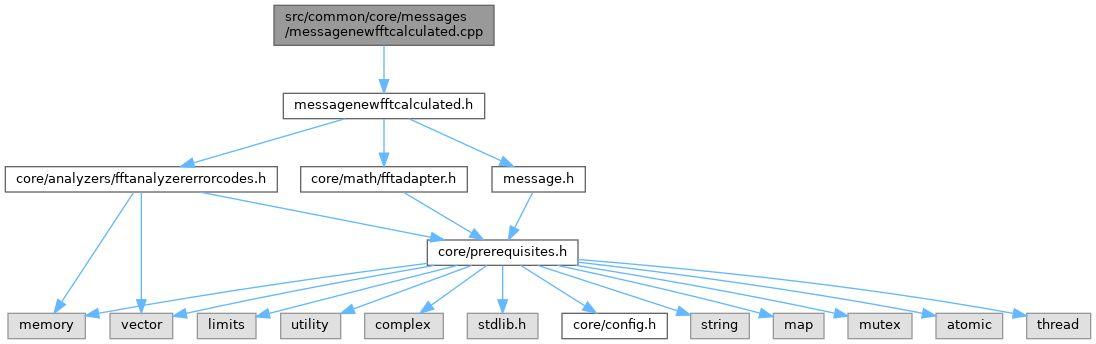 src/common/core/messages
/messagenewfftcalculated.cpp
messagenewfftcalculated.h
core/analyzers/fftanalyzererrorcodes.h
core/math/fftadapter.h
message.h
core/prerequisites.h
memory
vector
limits
utility
complex
stdlib.h
core/config.h
string
map
mutex
atomic
thread